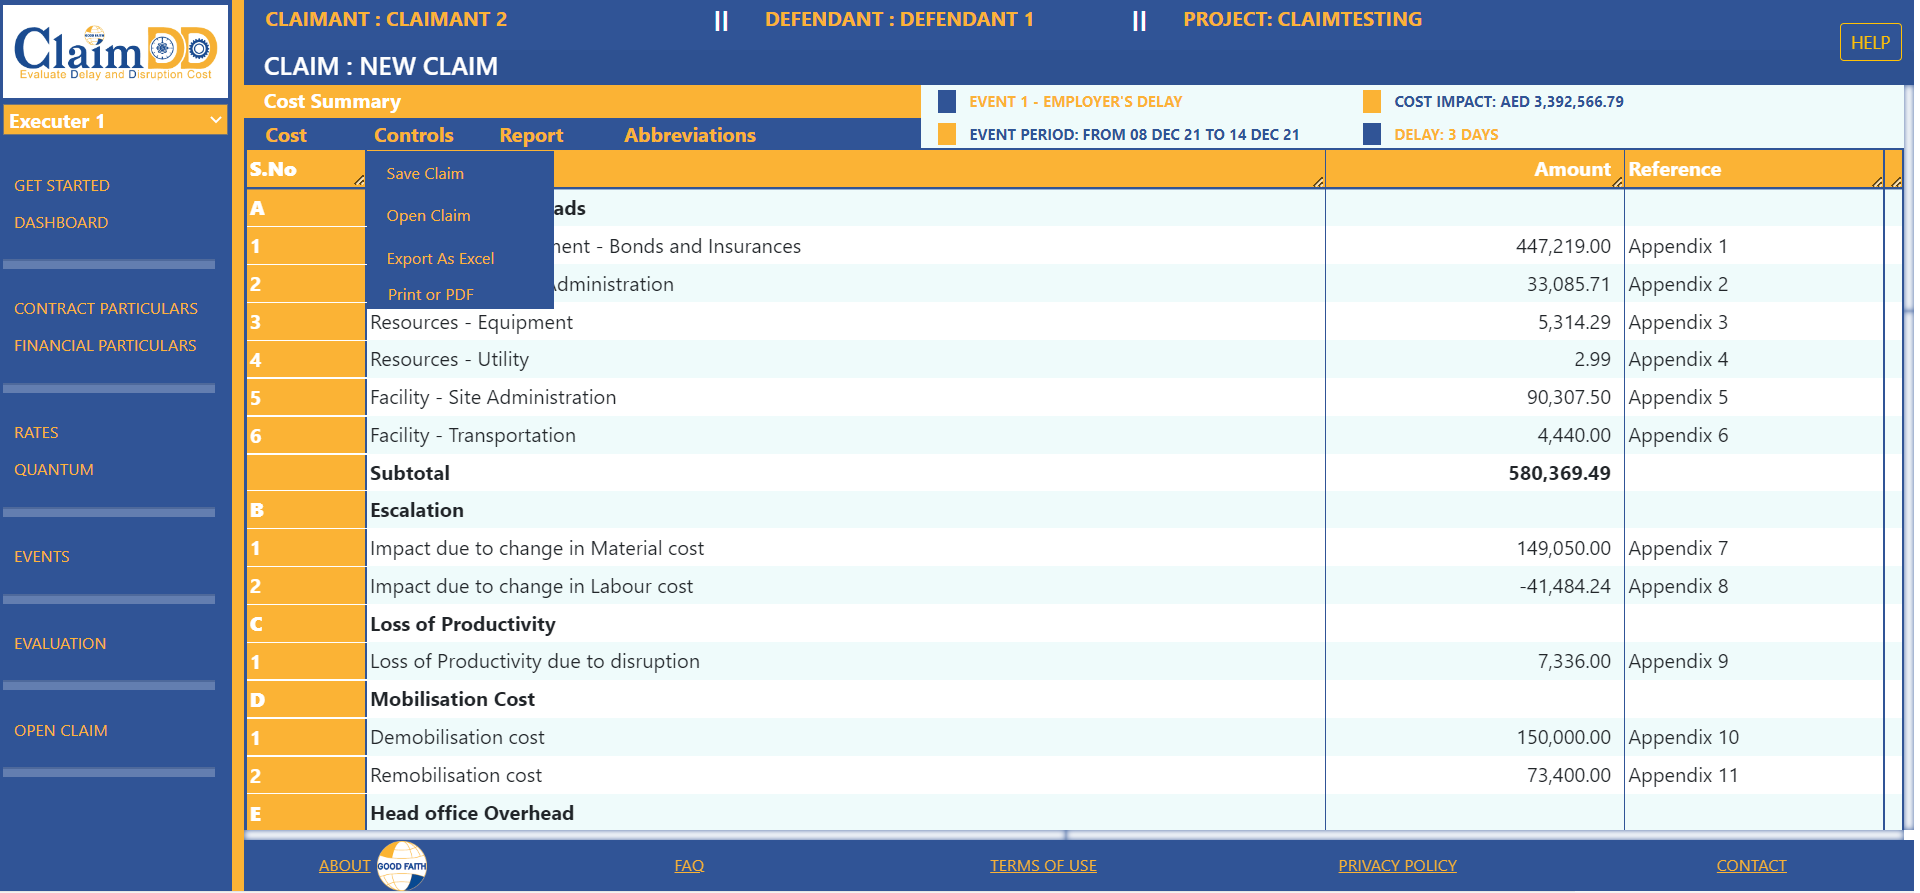 ClaimDD
GOOD FAITH
Evaluate Delay and Disruption Cost
Executer 1
GET STARTED
DASHBOARD
CONTRACT PARTICULARS
FINANCIAL PARTICULARS
RATES
QUANTUM
EVENTS
EVALUATION
OPEN CLAIM
CLAIMANT : CLAIMANT 2 || DEFENDANT : DEFENDANT 1 || PROJECT: CLAIMTESTING
HELP
CLAIM : NEW CLAIM
Cost Summary
EVENT 1 - EMPLOYER'S DELAY COST IMPACT: AED 3,392,566.79
Cost Controls Report Abbreviations
EVENT PERIOD: FROM 08 DEC 21 TO 14 DEC 21 DELAY: 3 DAYS
Save Claim
Open Claim
Export As Excel
Print or PDF
S.No Amount Reference
A ads
1 ment - Bonds and Insurances 447,219.00 Appendix 1
2 Administration 33,085.71 Appendix 2
3 Resources - Equipment 5,314.29 Appendix 3
4 Resources - Utility 2.99 Appendix 4
5 Facility - Site Administration 90,307.50 Appendix 5
6 Facility - Transportation 4,440.00 Appendix 6
Subtotal 580,369.49
B Escalation
1 Impact due to change in Material cost 149,050.00 Appendix 7
2 Impact due to change in Labour cost -41,484.24 Appendix 8
C Loss of Productivity
1 Loss of Productivity due to disruption 7,336.00 Appendix 9
D Mobilisation Cost
1 Demobilisation cost 150,000.00 Appendix 10
2 Remobilisation cost 73,400.00 Appendix 11
E Head office Overhead
ABOUT GOOD FAITH FAQ TERMS OF USE PRIVACY POLICY CONTACT